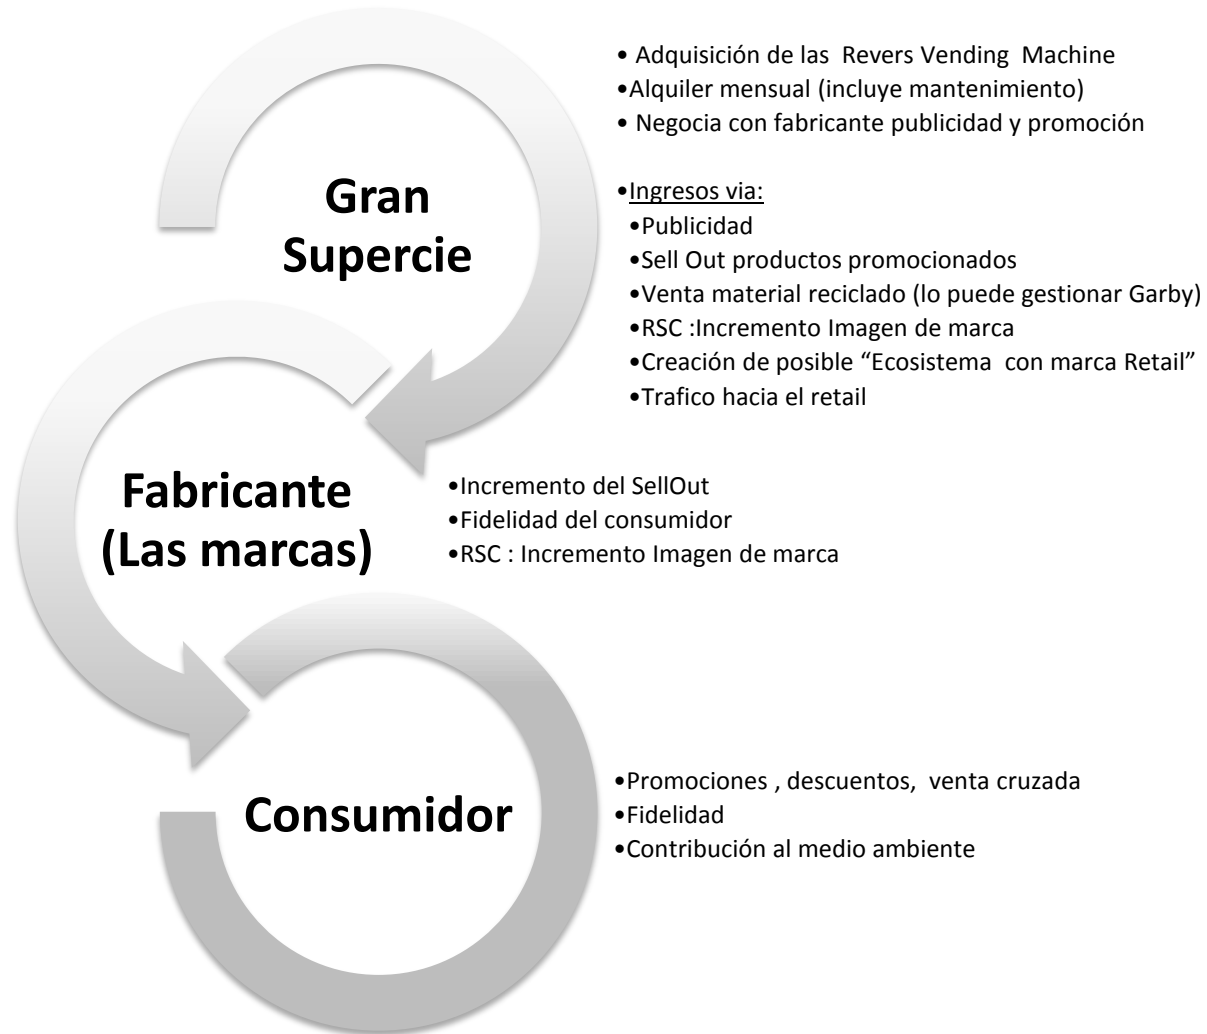 • Adquisición de las Revers Vending Machine
•Alquiler mensual (incluye mantenimiento)
• Negocia con fabricante publicidad y promoción
Gran
Supercie
•Ingresos via:
•Publicidad
•Sell Out productos promocionados
•Venta material reciclado (lo puede gestionar Garby)
•RSC :Incremento Imagen de marca
•Creación de posible “Ecosistema con marca Retail”
•Trafico hacia el retail
Fabricante
(Las marcas)
•Incremento del SellOut
•Fidelidad del consumidor
•RSC : Incremento Imagen de marca
Consumidor
•Promociones , descuentos, venta cruzada
•Fidelidad
•Contribución al medio ambiente